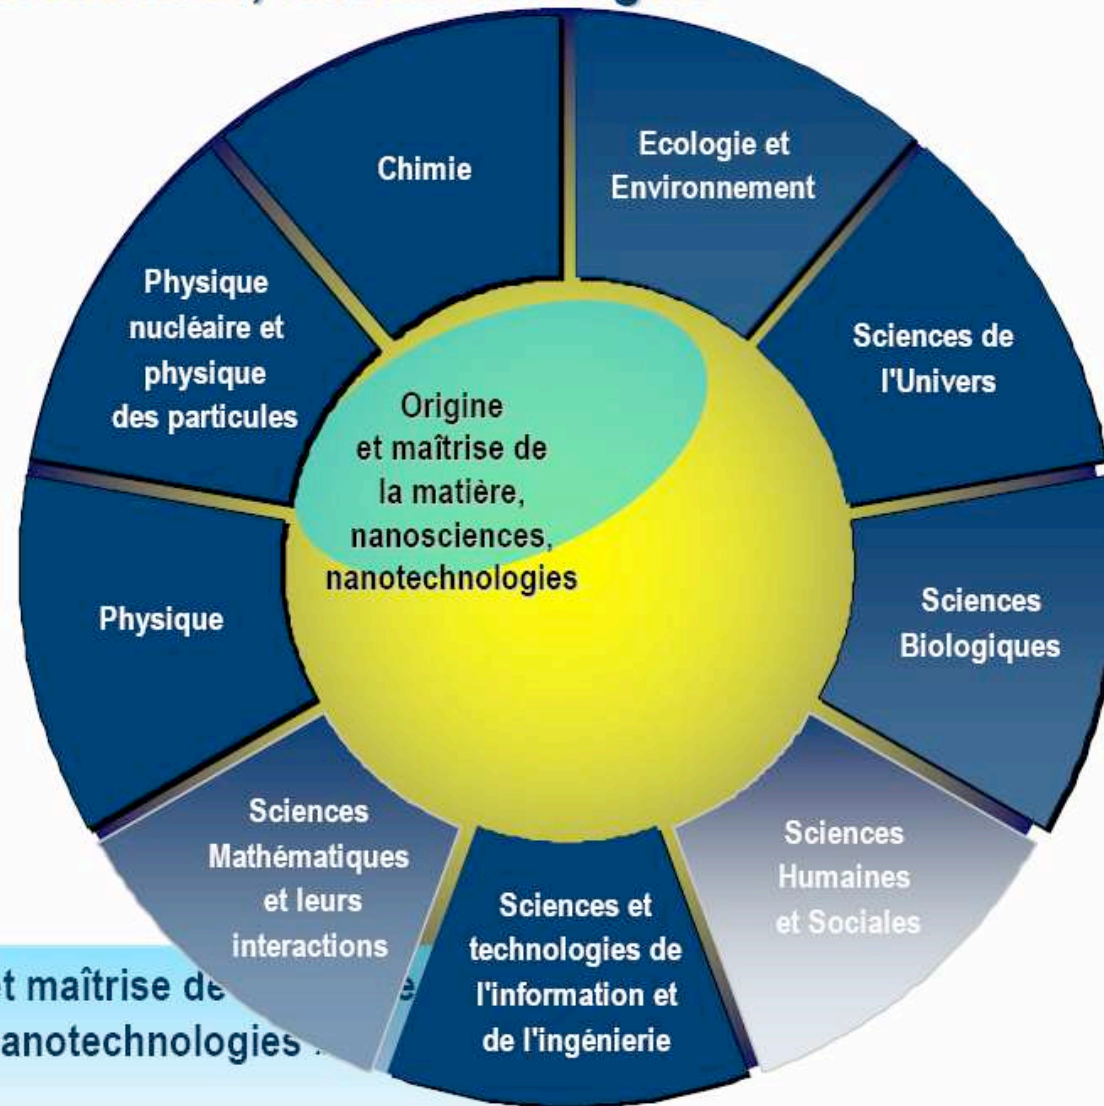 Chimie
Ecologie et
Environnement
Physique
nucléaire et
physique
des particules
Sciences de
l'Univers
Origine
et maîtrise de
la matière,
nanosciences,
nanotechnologies
Physique
Sciences
Biologiques
Sciences
Mathématiques
et leurs
interactions
Sciences et
technologies de
l'information et
de l'ingénierie
Sciences
Humaines
et Sociales
et maîtrise de
anotechnologies